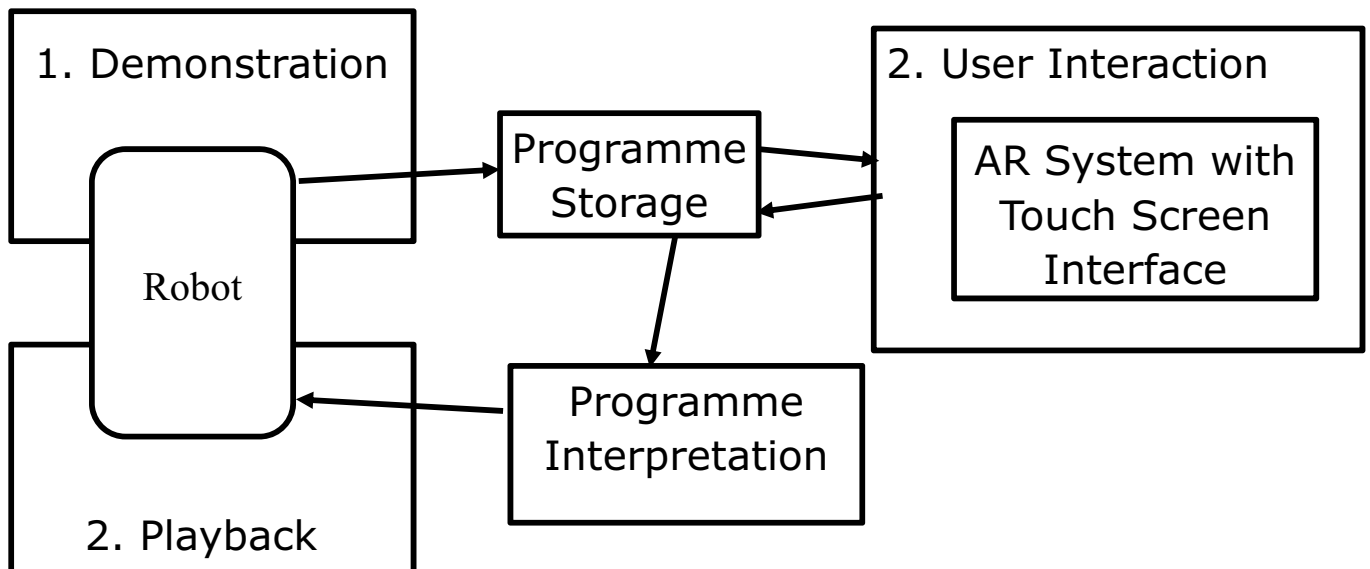 1. Demonstration
2. User Interaction
Programme
Storage
AR System with
Touch Screen
Interface
Robot
Programme
Interpretation
2. Playback